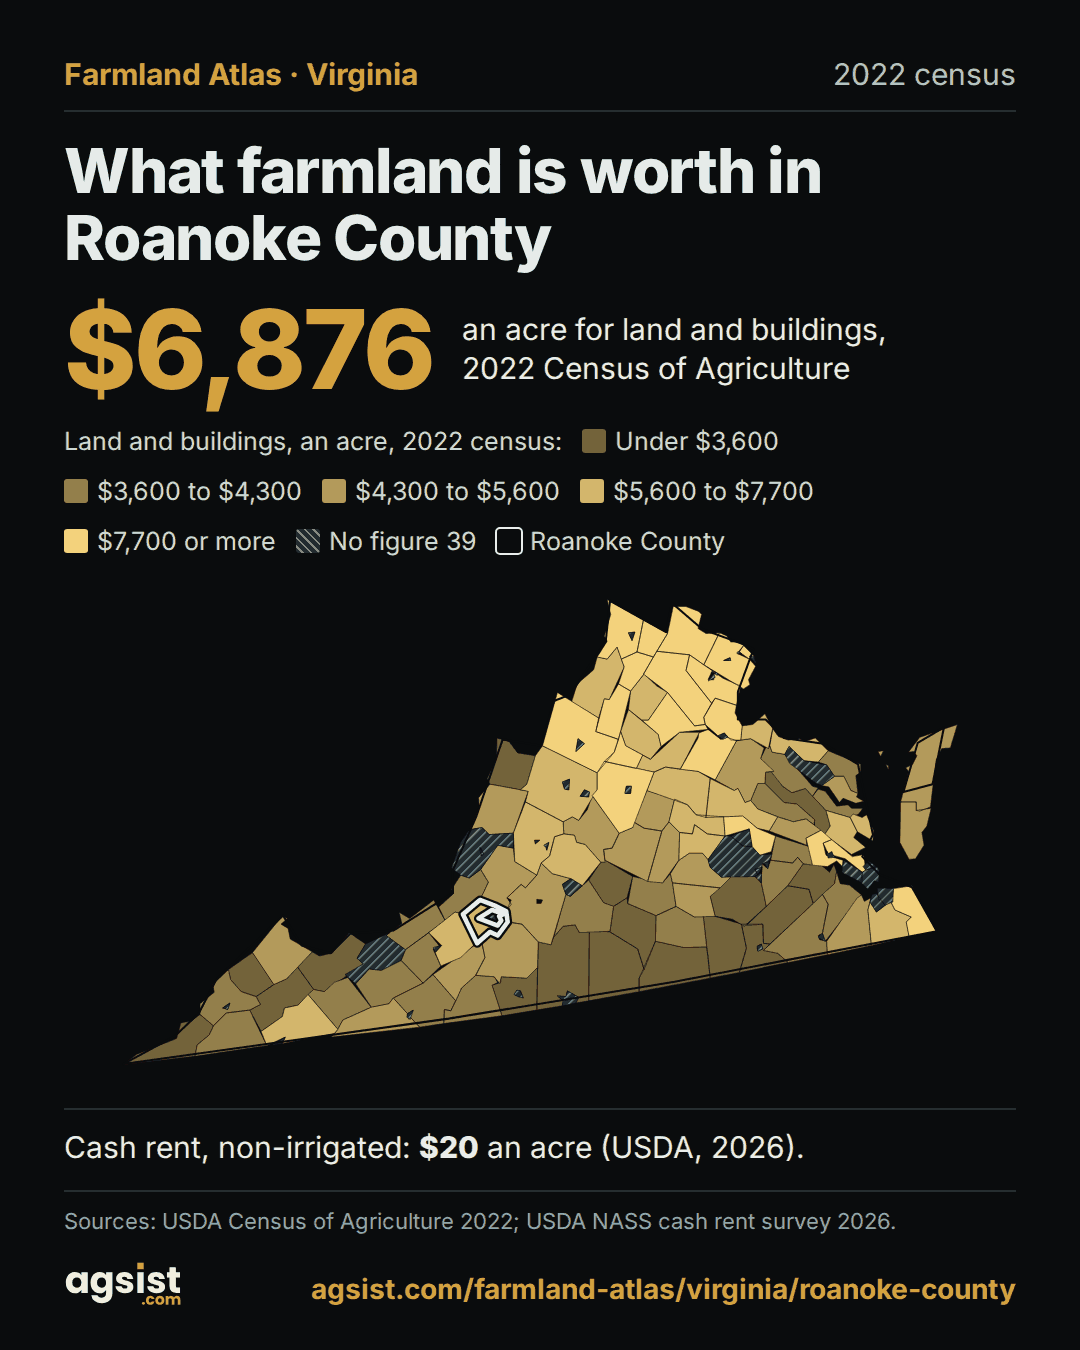 Farmland Atlas · Virginia
2022 census
What farmland is worth in
Roanoke County
$6,876
an acre for land and buildings,
2022 Census of Agriculture
Land and buildings, an acre, 2022 census: Under $3,600
$3,600 to $4,300 $4,300 to $5,600 $5,600 to $7,700
$7,700 or more No figure 39 Roanoke County
Cash rent, non-irrigated: $20 an acre (USDA, 2026).
Sources: USDA Census of Agriculture 2022; USDA NASS cash rent survey 2026.
agsist
.com
agsist.com/farmland-atlas/virginia/roanoke-county